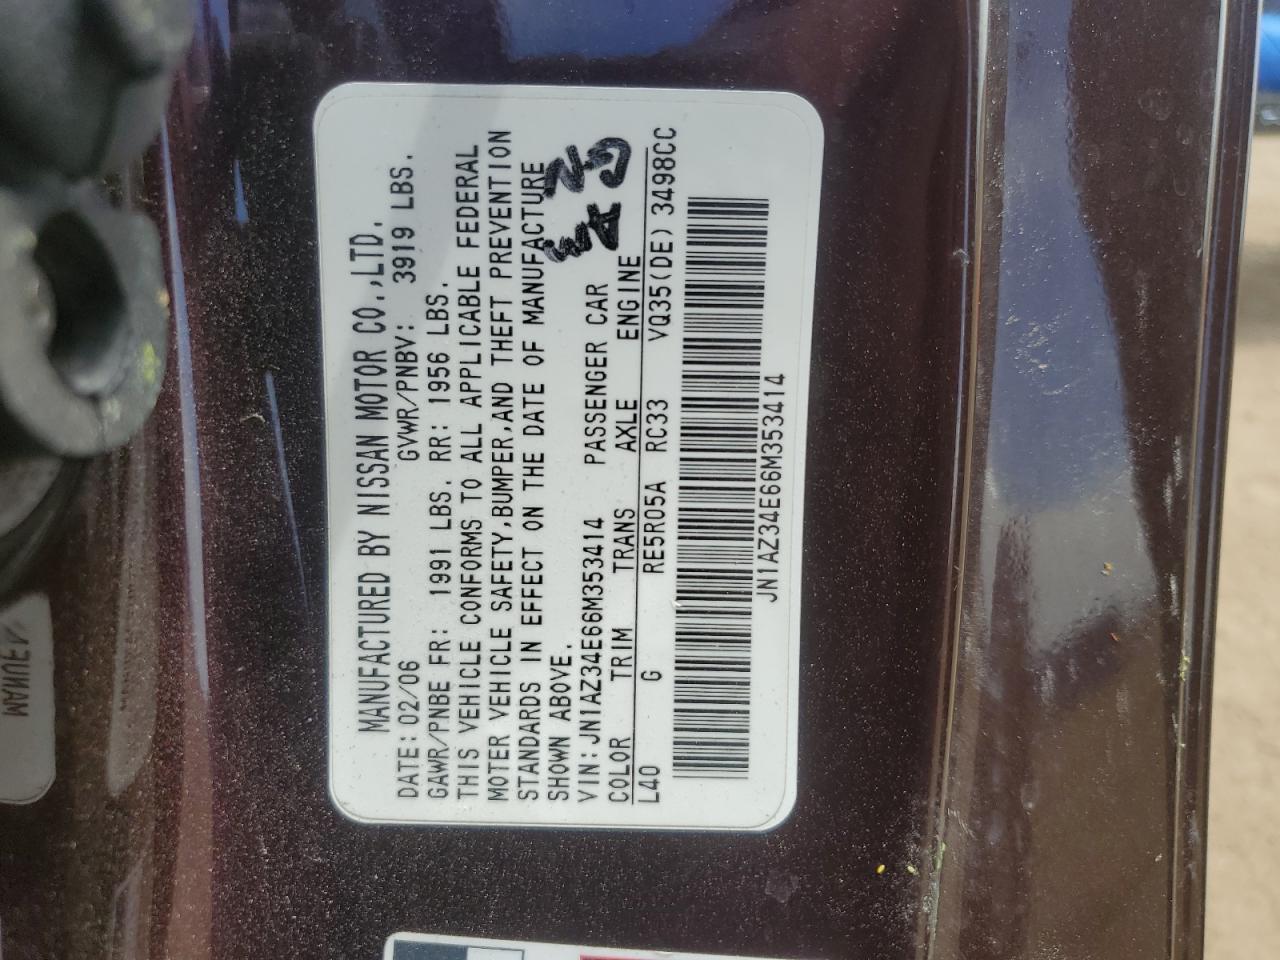 MANUFACTURED BY NISSAN MOTOR CO.,LTD.
DATE: 02/06 GVWR/PNBV: 3919 LBS.
GAWR/PNBE FR: 1991 LBS. RR: 1956 LBS.
THIS VEHICLE CONFORMS TO ALL APPLICABLE FEDERAL
MOTER VEHICLE SAFETY,BUMPER,AND THEFT PREVENTION
STANDARDS IN EFFECT ON THE DATE OF MANUFACTURE
SHOWN ABOVE.
VIN: JN1AZ34E66M353414 PASSENGER CAR
COLOR TRIM TRANS AXLE ENGINE
L40 G RE5R05A RC33 VQ35(DE) 3498CC
JN1AZ34E66M353414